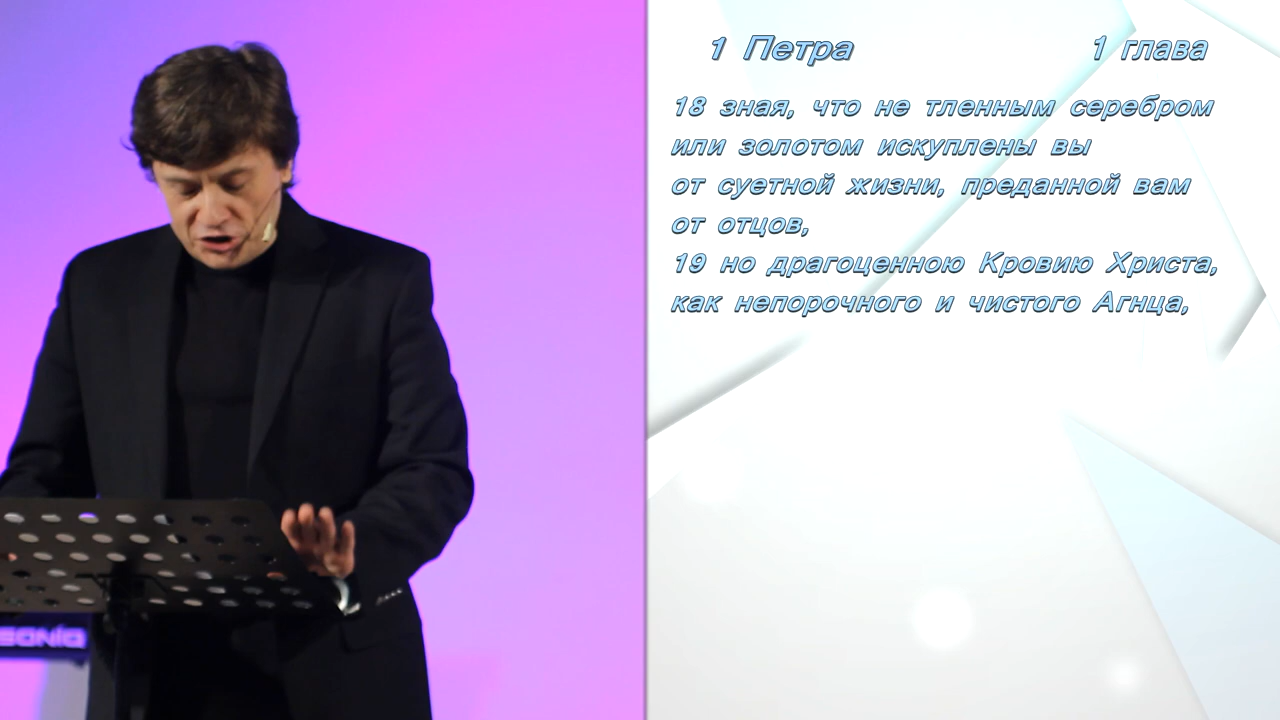 1 Петра 1 глава
18 зная, что не тленным серебром
или золотом искуплены вы
от суетной жизни, преданной вам
от отцов,
19 но драгоценною Кровию Христа,
как непорочного и чистого Агнца,